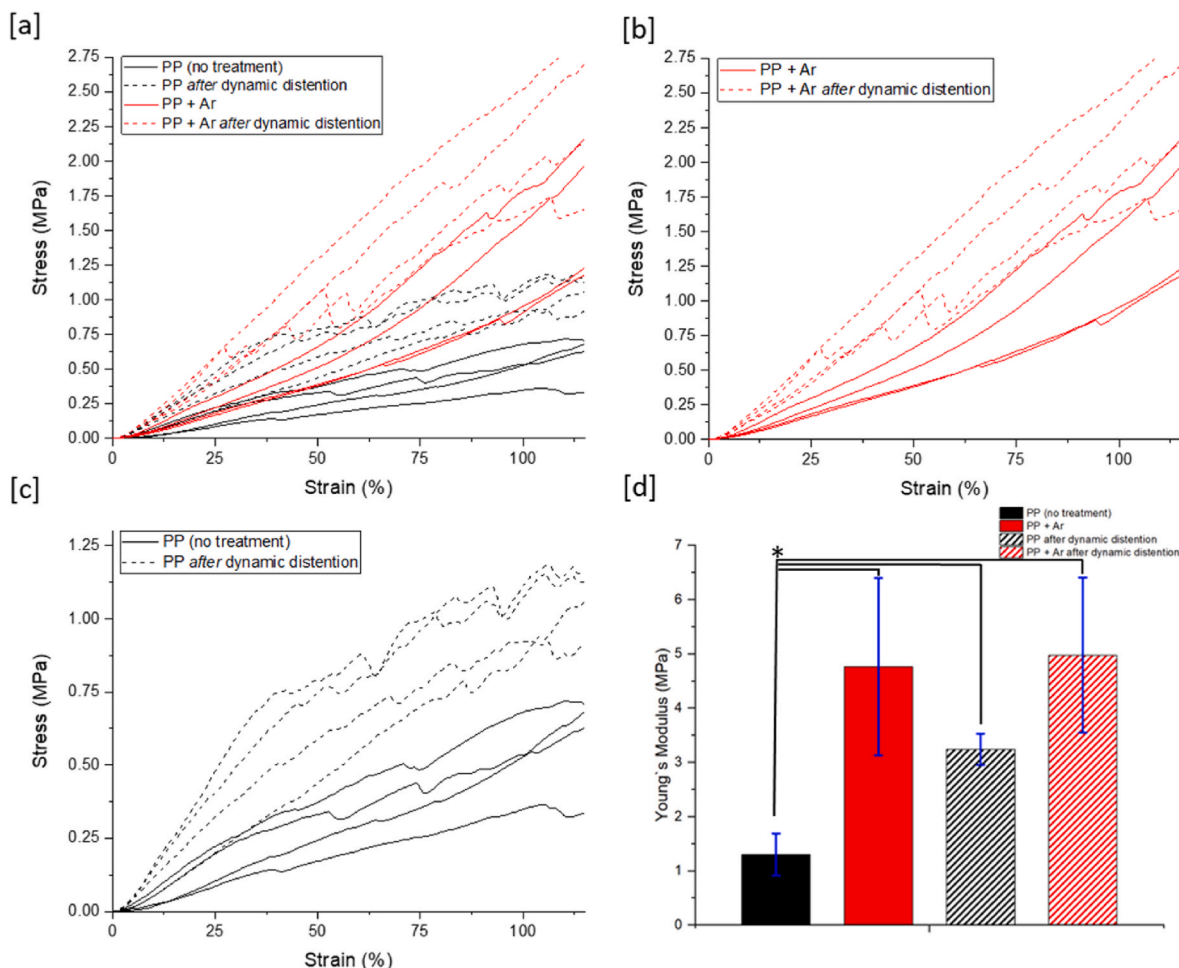 [a]
2.75
2.50
2.25
2.00
1.75
1.50
1.25
1.00
0.75
0.50
0.25
0.00
Stress (MPa)
PP (no treatment)
PP after dynamic distention
PP + Ar
PP + Ar after dynamic distention
0
25
50
75
100
Strain (%)
[b]
2.75
2.50
2.25
2.00
1.75
1.50
1.25
1.00
0.75
0.50
0.25
0.00
Stress (MPa)
PP + Ar
PP + Ar after dynamic distention
0
25
50
75
100
Strain (%)
[c]
1.25
1.00
0.75
0.50
0.25
0.00
Stress (MPa)
PP (no treatment)
PP after dynamic distention
0
25
50
75
100
Strain (%)
[d]
PP (no treatment)
PP + Ar
PP after dynamic distention
PP + Ar after dynamic distention
7
6
5
4
3
2
1
0
Young`s Modulus (MPa)
*